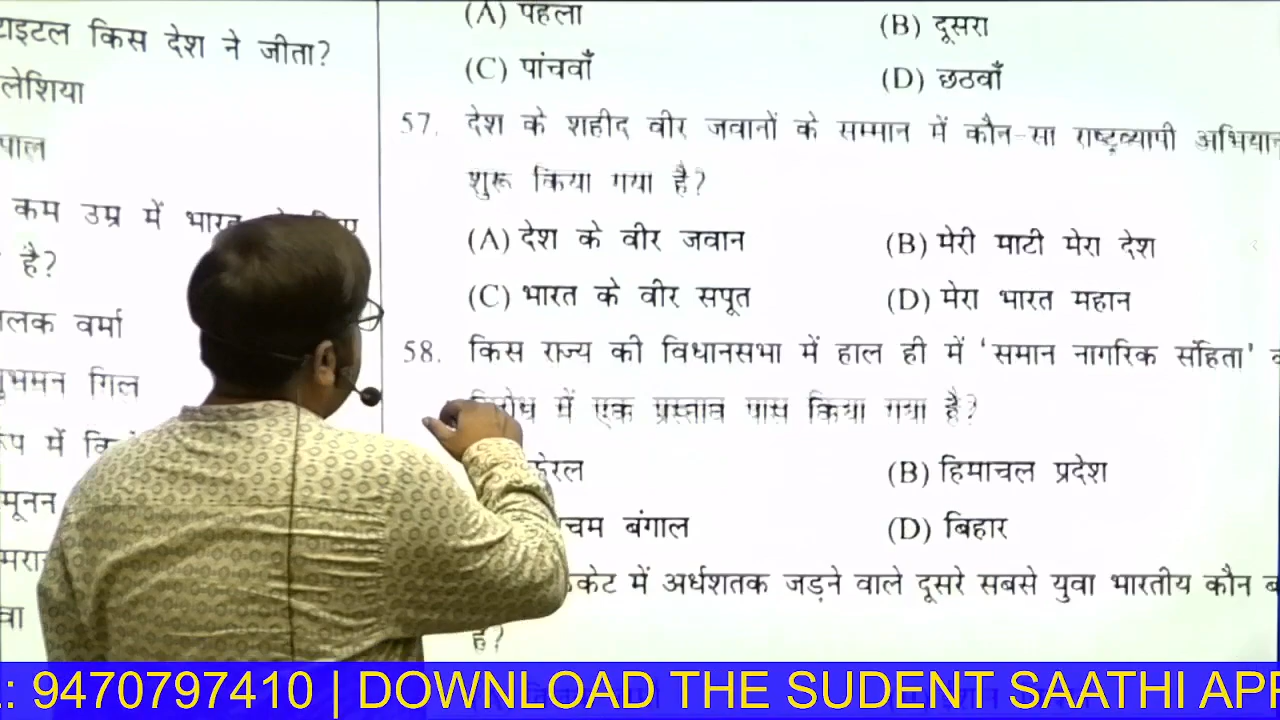 टाइटल किस देश ने जीता?
लेशिया
पाल
कम उम्र में भारत
है?
लक वर्मा
शुभमन गिल
रूप में
मूनन
वा
(A) पहला (B) दूसरा
(C) पांचवाँ (D) छठवाँ
57. देश के शहीद वीर जवानों के सम्मान में कौन-सा राष्ट्रव्यापी अभियान
शुरू किया गया है?
(A) देश के वीर जवान (B) मेरी माटी मेरा देश
(C) भारत के वीर सपूत (D) मेरा भारत महान
58. किस राज्य की विधानसभा में हाल ही में 'समान नागरिक संहिता'
विरोध में एक प्रस्ताव पास किया गया है?
केरल (B) हिमाचल प्रदेश
चिम बंगाल (D) बिहार
केट में अर्धशतक जड़ने वाले दूसरे सबसे युवा भारतीय कौन
है?
: 9470797410 | DOWNLOAD THE SUDENT SAATHI APP